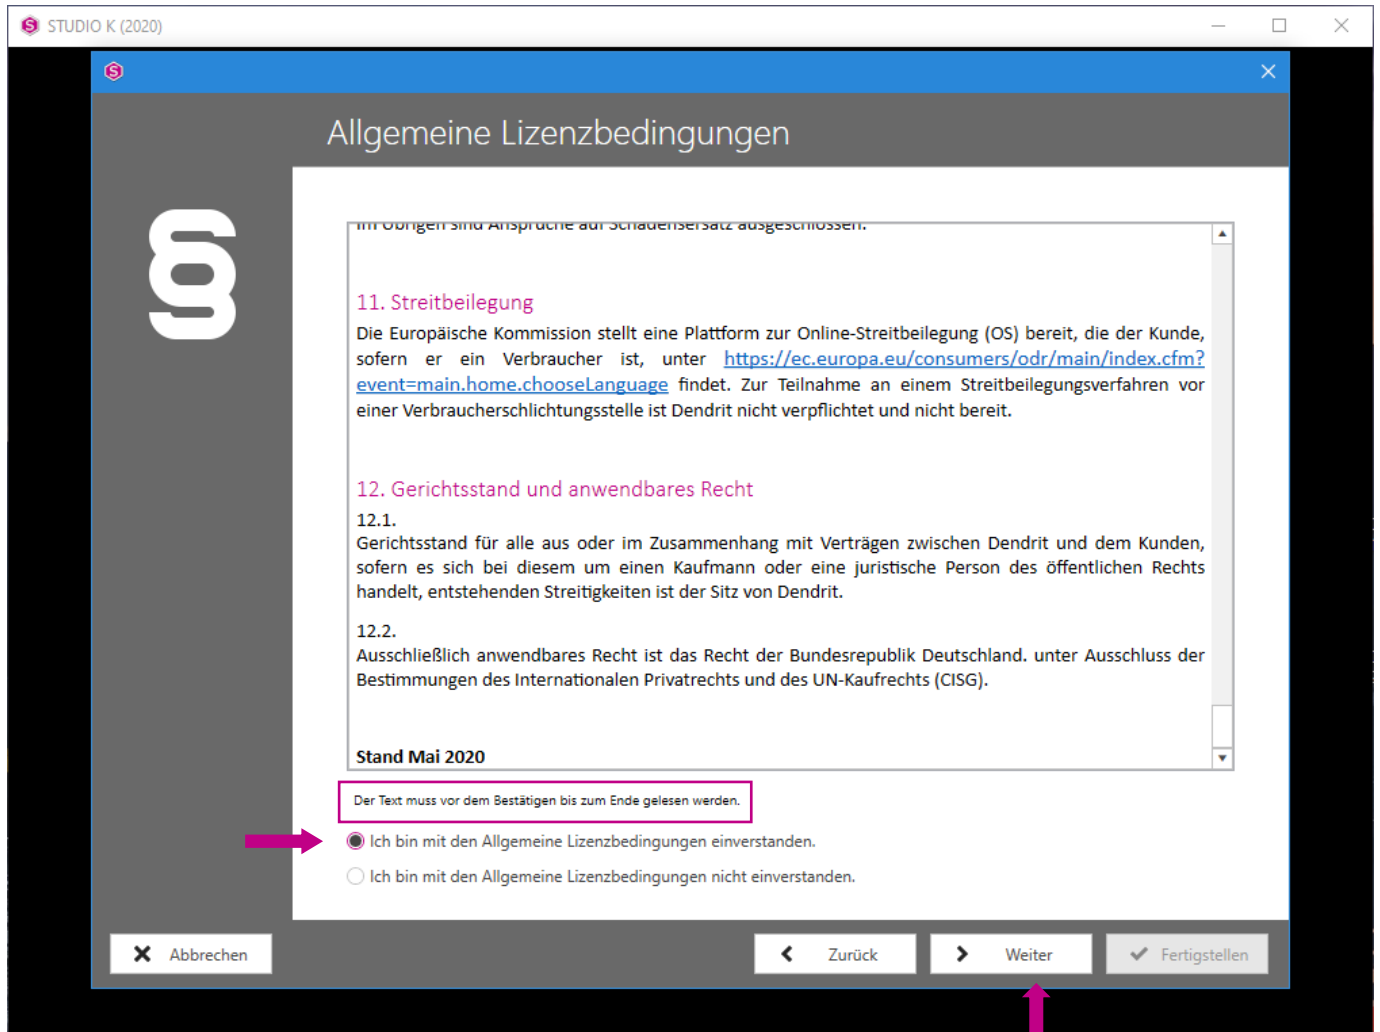 STUDIO K (2020)
Allgemeine Lizenzbedingungen
§
Im Übrigen sind Ansprüche auf Schadensersatz ausgeschlossen.
11. Streitbeilegung
Die Europäische Kommission stellt eine Plattform zur Online-Streitbeilegung (OS) bereit, die der Kunde,
sofern er ein Verbraucher ist, unter https://ec.europa.eu/consumers/odr/main/index.cfm?
event=main.home.chooseLanguage findet. Zur Teilnahme an einem Streitbeilegungsverfahren vor
einer Verbraucherschlichtungsstelle ist Dendrit nicht verpflichtet und nicht bereit.
12. Gerichtsstand und anwendbares Recht
12.1.
Gerichtsstand für alle aus oder im Zusammenhang mit Verträgen zwischen Dendrit und dem Kunden,
sofern es sich bei diesem um einen Kaufmann oder eine juristische Person des öffentlichen Rechts
handelt, entstehenden Streitigkeiten ist der Sitz von Dendrit.
12.2.
Ausschließlich anwendbares Recht ist das Recht der Bundesrepublik Deutschland. unter Ausschluss der
Bestimmungen des Internationalen Privatrechts und des UN-Kaufrechts (CISG).
Stand Mai 2020
Der Text muss vor dem Bestätigen bis zum Ende gelesen werden.
Ich bin mit den Allgemeine Lizenzbedingungen einverstanden.
Ich bin mit den Allgemeine Lizenzbedingungen nicht einverstanden.
Abbrechen
Zurück
Weiter
Fertigstellen